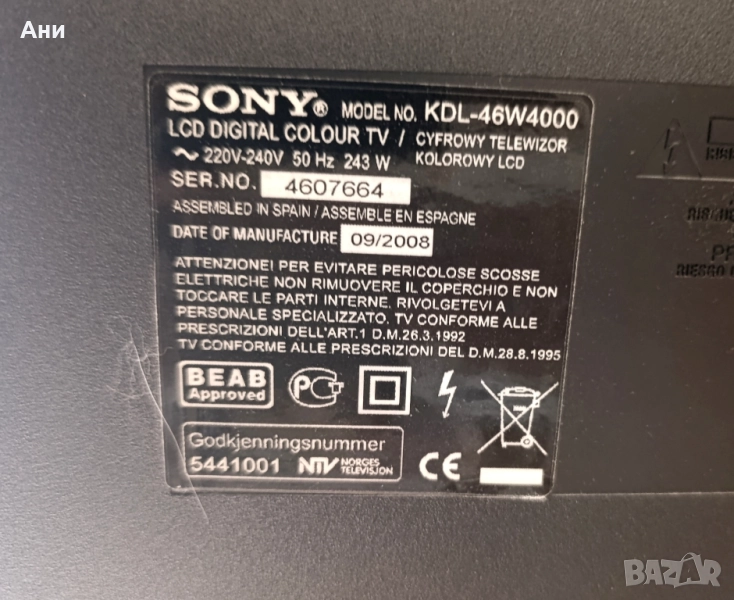 Ани
SONY® MODEL NO. KDL-46W4000
LCD DIGITAL COLOUR TV / CYFROWY TELEWIZOR
KOLOROWY LCD
~ 220V-240V 50 Hz 243 W
SER.NO. 4607664
ASSEMBLED IN SPAIN / ASSEMBLE EN ESPAGNE
DATE OF MANUFACTURE 09/2008
ATTENZIONEI PER EVITARE PERICOLOSE SCOSSE
ELETTRICHE NON RIMUOVERE IL COPERCHIO E NON
TOCCARE LE PARTI INTERNE. RIVOLGETEVI A
PERSONALE SPECIALIZZATO. TV CONFORME ALLE
PRESCRIZIONI DELL'ART.1 D.M.26.3.1992
TV CONFORME ALLE PRESCRIZIONI DEL D.M.28.8.1995
BEAB
Approved
Godkjenningsnummer
5441001 NTV NORGES
TELEVISJON
CE
BAZAR